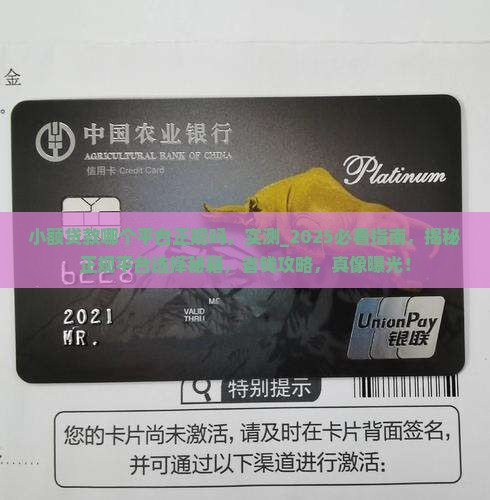 金
中国农业银行
AGRICULTURAL BANK OF CHINA
信用卡 Credit Card
Platinum
小额贷款哪个平台正规吗，实测_2025必看指南，揭秘
正规平台选择秘籍，省钱攻略，真像曝光！
2021
VALID
THRU
MR.
UnionPay
银联
特别提示
您的卡片尚未激活，请及时在卡片背面签名，
并可通过以下渠道进行激活：